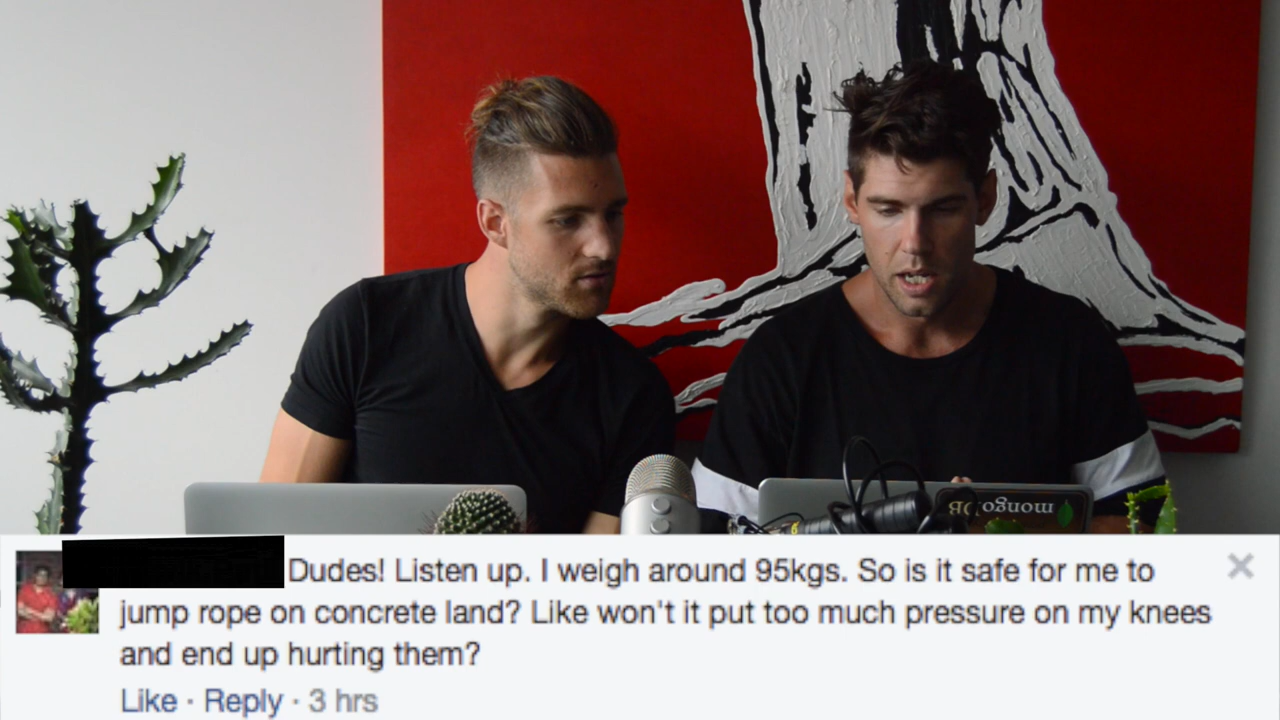 mongoDB
Dudes! Listen up. I weigh around 95kgs. So is it safe for me to
jump rope on concrete land? Like won't it put too much pressure on my knees
and end up hurting them?
Like · Reply · 3 hrs